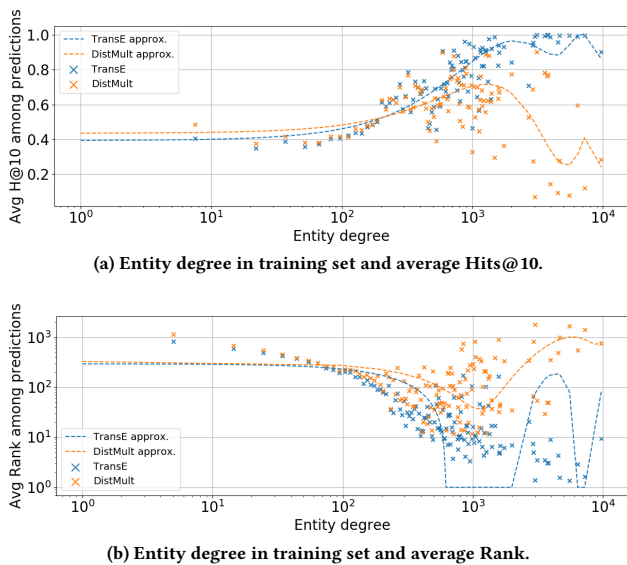 1.0
0.8
0.6
0.4
0.2
Avg H@10 among predictions
TransE approx.
DistMult approx.
TransE
DistMult
10^0 10^1 10^2 10^3 10^4
Entity degree
(a) Entity degree in training set and average Hits@10.
10^3
10^2
10^1
10^0
Avg Rank among predictions
TransE approx.
DistMult approx.
TransE
DistMult
10^0 10^1 10^2 10^3 10^4
Entity degree
(b) Entity degree in training set and average Rank.